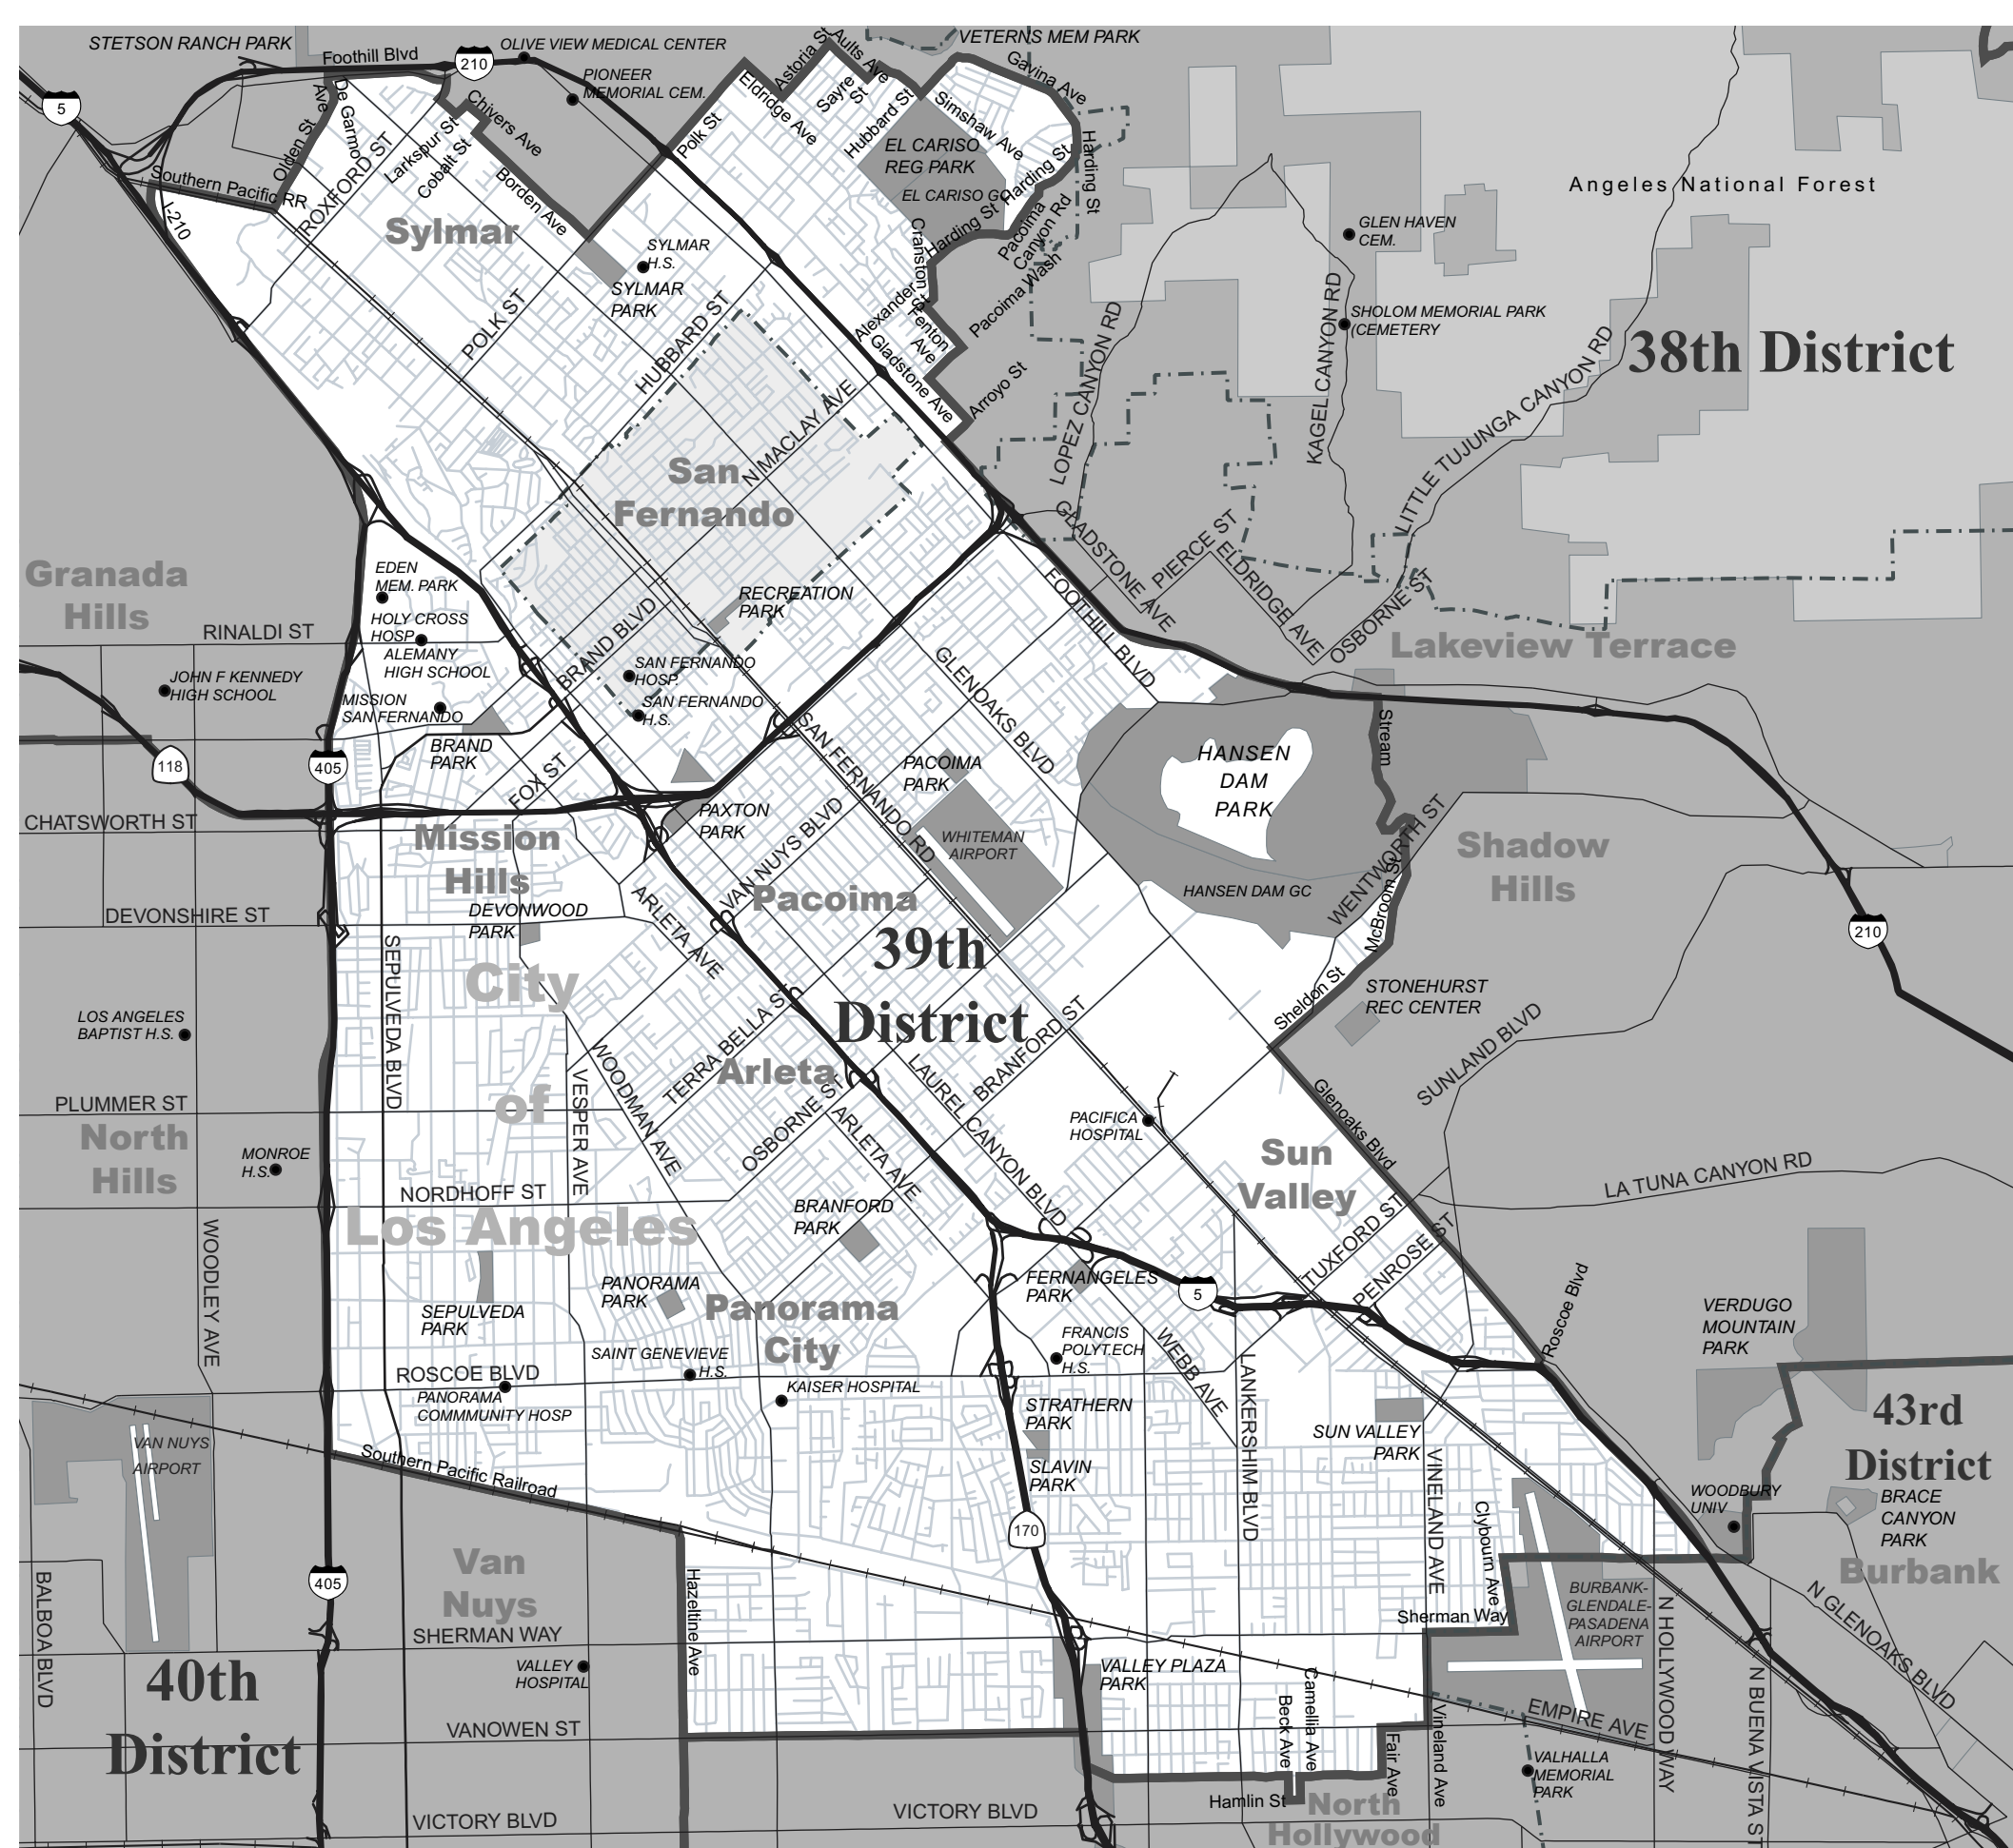 STETSON RANCH PARK
Foothill Blvd
210
OLIVE VIEW MEDICAL CENTER
PIONEER
MEMORIAL CEM.
Astoria St
Aults Ave
VETERNS MEM PARK
Gavina Ave
5
De Garmo
Ave
Olden St
Chivers Ave
Larkspur St
Cobalt St
Borden Ave
ROXFORD ST
Southern Pacific RR
I-210
Sylmar
Polk St
Eldridge Ave
Sayre
St
Hubbard St
Simshaw Ave
EL CARISO
REG PARK
EL CARISO GC
Harding St
Harding St
Harding St
Pacoima
Canyon Rd
Pacoima Wash
Cranston St
Alexander St
Fenton
Ave
Gladstone Ave
Arroyo St
SYLMAR
H.S.
SYLMAR
PARK
POLK ST
HUBBARD ST
N MACLAY AVE
San
Fernando
Angeles National Forest
GLEN HAVEN
CEM.
SHOLOM MEMORIAL PARK
(CEMETERY
38th District
LOPEZ CANYON RD
KAGEL CANYON RD
LITTLE TUJUNGA CANYON RD
GLADSTONE AVE
PIERCE ST
ELDRIDGE AVE
OSBORNE ST
Lakeview Terrace
FOOTHILL BLVD
Granada
Hills
EDEN
MEM. PARK
HOLY CROSS
HOSP
ALEMANY
HIGH SCHOOL
RINALDI ST
JOHN F KENNEDY
HIGH SCHOOL
MISSION
SAN FERNANDO
BRAND
PARK
BRAND BLVD
RECREATION
PARK
SAN FERNANDO
HOSP.
SAN FERNANDO
H.S.
118
405
FOX ST
CHATSWORTH ST
Mission
Hills
PAXTON
PARK
VAN NUYS BLVD
SAN FERNANDO RD
GLENOAKS BLVD
PACOIMA
PARK
WHITEMAN
AIRPORT
HANSEN
DAM
PARK
HANSEN DAM GC
Stream
WENTWORTH ST
McBroom St
Shadow
Hills
210
DEVONSHIRE ST
DEVONWOOD
PARK
ARLETA AVE
Pacoima
39th
District
City
of
Los Angeles
SEPULVEDA BLVD
LOS ANGELES
BAPTIST H.S.
TERRA BELLA ST
Arleta
WOODMAN AVE
VESPER AVE
OSBORNE ST
ARLETA AVE
LAUREL CANYON BLVD
BRANFORD ST
Sheldon St
STONEHURST
REC CENTER
SUNLAND BLVD
PACIFICA
HOSPITAL
Glenoaks Blvd
PLUMMER ST
North
Hills
MONROE
H.S.
Sun
Valley
LA TUNA CANYON RD
NORDHOFF ST
WOODLEY AVE
BRANFORD
PARK
TUXFORD ST
PENROSE ST
PANORAMA
PARK
Panorama
City
SEPULVEDA
PARK
FERNANGELES
PARK
5
FRANCIS
POLYT.ECH
H.S.
WEBB AVE
Roscoe Blvd
VERDUGO
MOUNTAIN
PARK
SAINT GENEVIEVE
H.S.
ROSCOE BLVD
PANORAMA
COMMMUNITY HOSP
KAISER HOSPITAL
STRATHERN
PARK
SLAVIN
PARK
LANKERSHIM BLVD
SUN VALLEY
PARK
VINELAND AVE
Clybourn Ave
43rd
District
WOODBURY
UNIV
BRACE
CANYON
PARK
Burbank
VAN NUYS
AIRPORT
Southern Pacific Railroad
170
405
Van
Nuys
SHERMAN WAY
VALLEY
HOSPITAL
Hazeltine Ave
BALBOA BLVD
40th
District
VANOWEN ST
VICTORY BLVD
VICTORY BLVD
VALLEY PLAZA
PARK
Sherman Way
BURBANK-
GLENDALE-
PASADENA
AIRPORT
Camellia Ave
Beck Ave
Fair Ave
Vineland Ave
Hamlin St
North
Hollywood
EMPIRE AVE
VALHALLA
MEMORIAL
PARK
N HOLLYWOOD WAY
N BUENA VISTA ST
N GLENOAKS BLVD